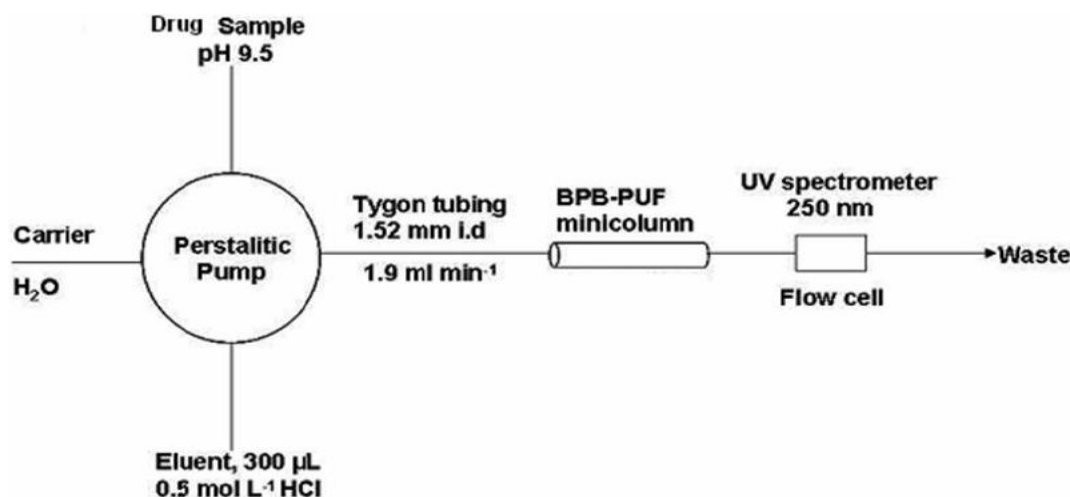 Drug Sample
pH 9.5
Carrier
H₂O
Perstalitic
Pump
Tygon tubing
1.52 mm i.d
1.9 ml min⁻¹
BPB-PUF
minicolumn
UV spectrometer
250 nm
Flow cell
Waste
Eluent, 300 µL
0.5 mol L⁻¹ HCl